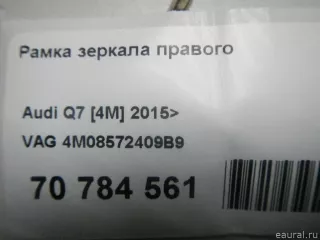 Рамка зеркала правого
Audi Q7 [4M] 2015>
VAG 4M08572409B9
70 784 561
eaural.ru